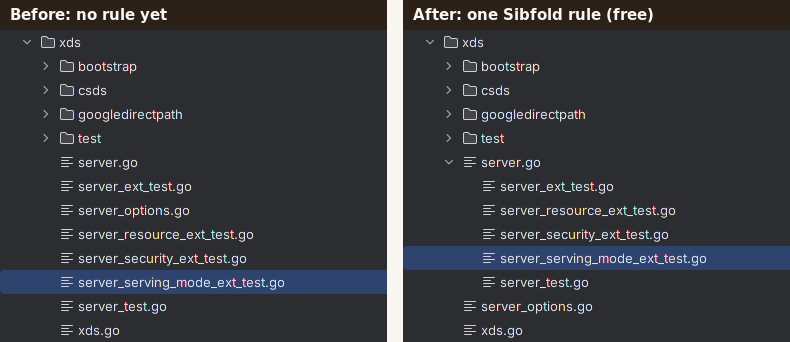 Before: no rule yet
xds
bootstrap
csds
googledirectpath
test
server.go
server_ext_test.go
server_options.go
server_resource_ext_test.go
server_security_ext_test.go
server_serving_mode_ext_test.go
server_test.go
xds.go
After: one Sibfold rule (free)
xds
bootstrap
csds
googledirectpath
test
server.go
server_ext_test.go
server_resource_ext_test.go
server_security_ext_test.go
server_serving_mode_ext_test.go
server_test.go
server_options.go
xds.go